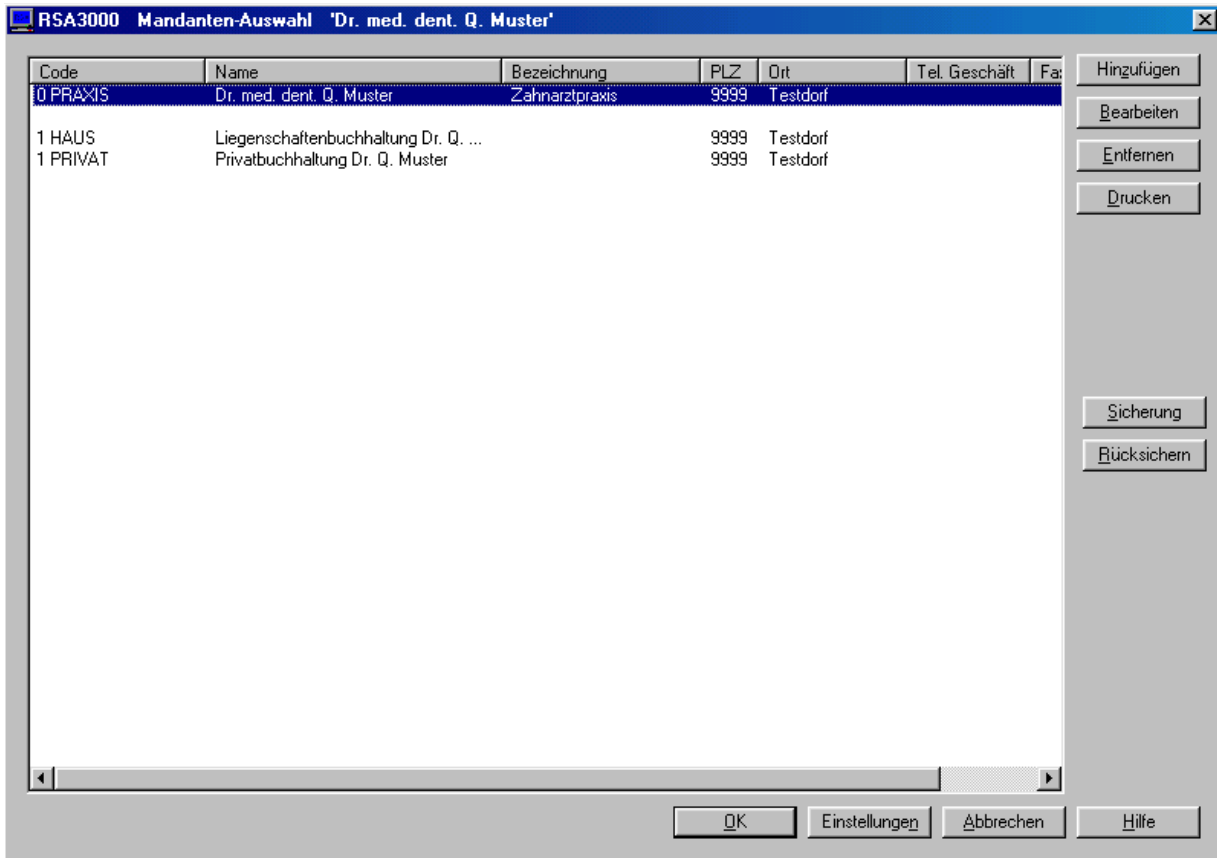 RSA3000 Mandanten-Auswahl 'Dr. med. dent. Q. Muster'
Code Name Bezeichnung PLZ Ort Tel. Geschäft Fa
0 PRAXIS Dr. med. dent. Q. Muster Zahnarztpraxis 9999 Testdorf
1 HAUS Liegenschaftenbuchhaltung Dr. Q. ... 9999 Testdorf
1 PRIVAT Privatbuchhaltung Dr. Q. Muster 9999 Testdorf
Hinzufügen
Bearbeiten
Entfernen
Drucken
Sicherung
Rücksichern
OK Einstellungen Abbrechen Hilfe